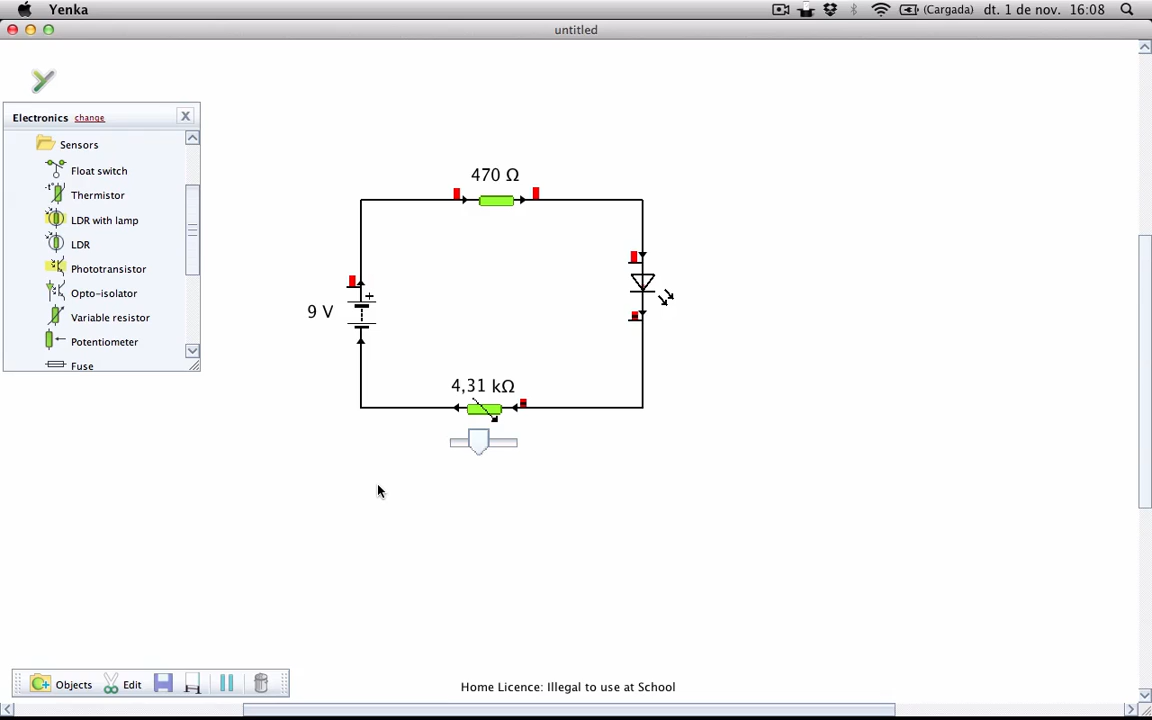 Yenka
(Cargada) dt. 1 de nov. 16:08
untitled
Electronics change
Sensors
Float switch
Thermistor
LDR with lamp
LDR
Phototransistor
Opto-isolator
Variable resistor
Potentiometer
Fuse
470 Ω
9 V
4,31 kΩ
Objects
Edit
Home Licence: Illegal to use at School